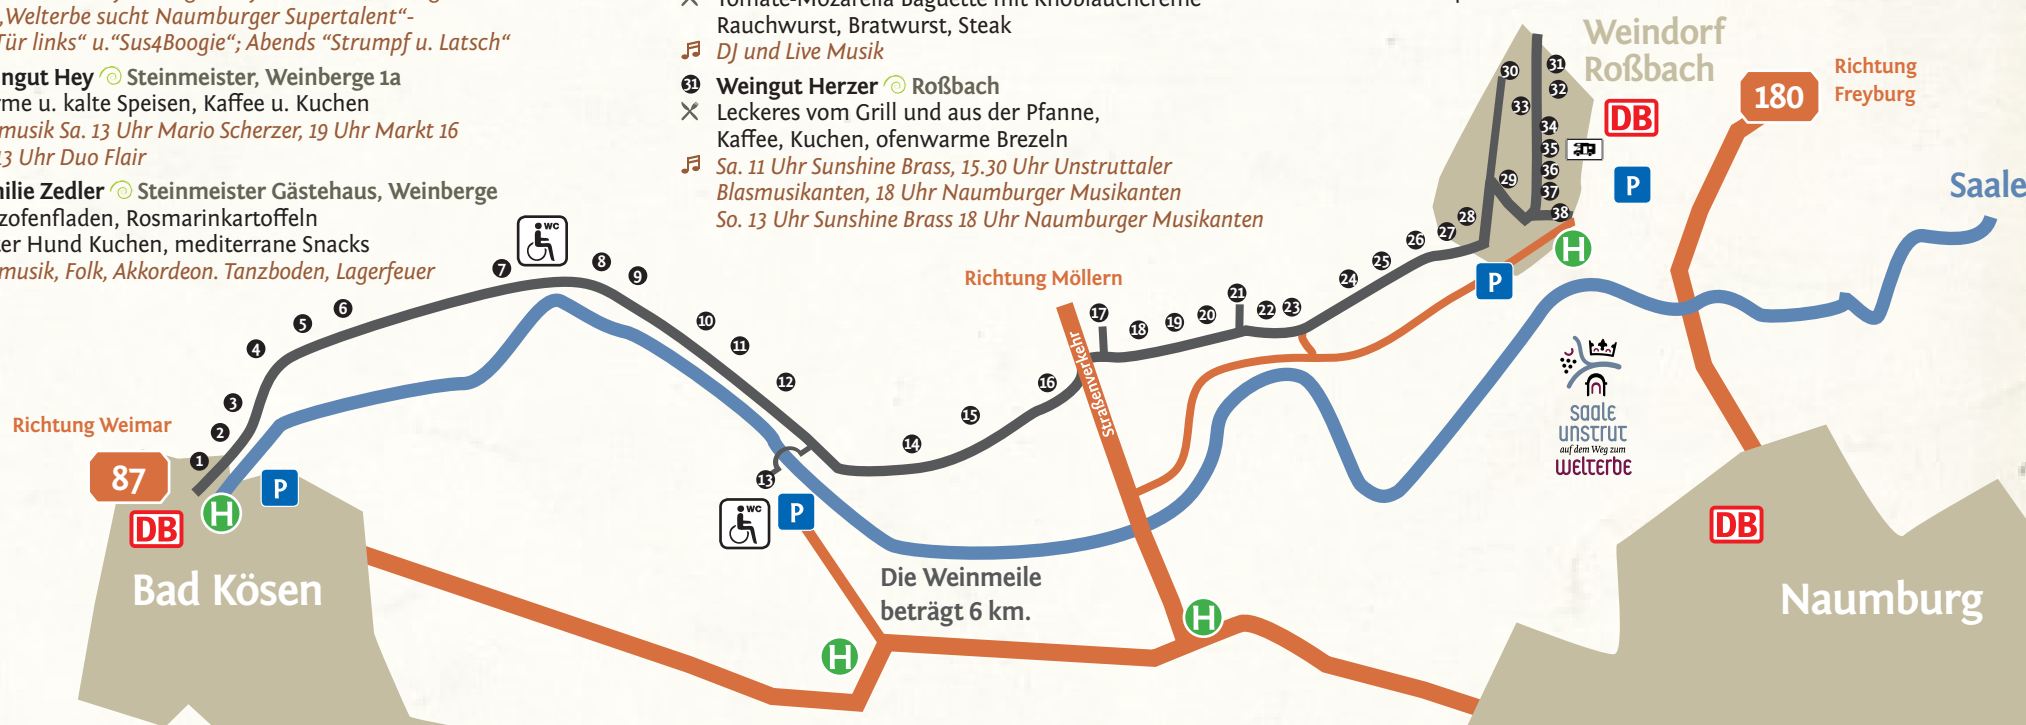 „Welterbe sucht Naumburger Supertalent“-
Tür links“ u.“Sus4Boogie“; Abends “Strumpf u. Latsch“
ngut Hey Steinmeister, Weinberge 1a
rme u. kalte Speisen, Kaffee u. Kuchen
musik Sa. 13 Uhr Mario Scherzer, 19 Uhr Markt 16
13 Uhr Duo Flair
milie Zedler Steinmeister Gästehaus, Weinberge
zofenfladen, Rosmarinkartoffeln
ter Hund Kuchen, mediterrane Snacks
musik, Folk, Akkordeon. Tanzboden, Lagerfeuer
Tomate-Mozarella Baguette mit Knoblauchcreme
Rauchwurst, Bratwurst, Steak
DJ und Live Musik
31 Weingut Herzer Roßbach
Leckeres vom Grill und aus der Pfanne,
Kaffee, Kuchen, ofenwarme Brezeln
Sa. 11 Uhr Sunshine Brass, 15.30 Uhr Unstruttaler
Blasmusikanten, 18 Uhr Naumburger Musikanten
So. 13 Uhr Sunshine Brass 18 Uhr Naumburger Musikanten
Weindorf
Roßbach
Richtung
Freyburg
180
DB
P
Saale
30
31
32
33
34
35
36
37
38
29
28
27
26
25
24
H
P
Richtung Möllern
Straßenverkehr
17
18
19
20
21
22
23
16
15
14
WC
7
8
9
6
5
4
3
2
1
10
11
12
13
Richtung Weimar
87
DB
H
P
Bad Kösen
WC
P
Die Weinmeile
beträgt 6 km.
H
H
saale
unstrut
auf dem Weg zum
welterbe
DB
Naumburg